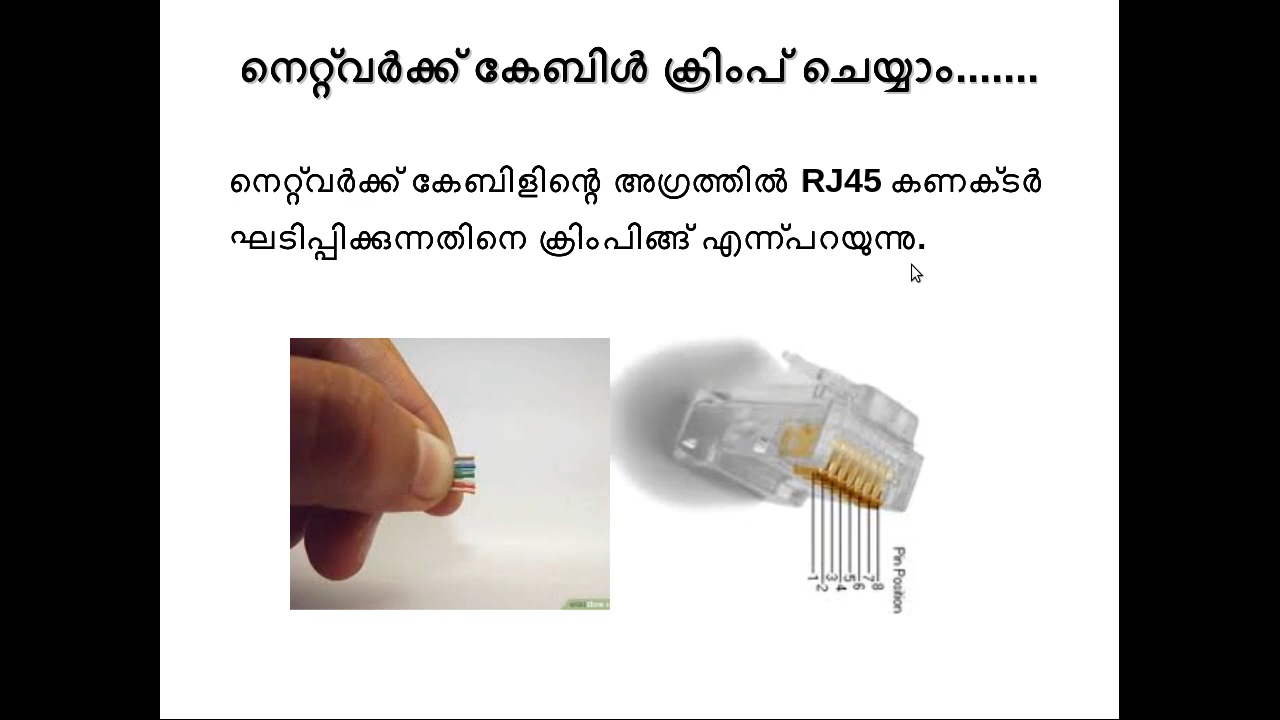 നെറ്റ്‌വർക്ക് കേബിൾ ക്രിംപ് ചെയ്യാം.......
നെറ്റ്‌വർക്ക് കേബിളിന്റെ അഗ്രത്തിൽ RJ45 കണക്ടർ
ഘടിപ്പിക്കുന്നതിനെ ക്രിംപിങ്ങ് എന്ന്പറയുന്നു.
1 2 3 4 5 6 7 8
Pin Position